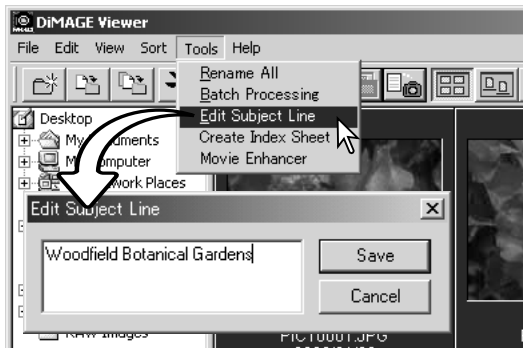 DiMAGE Viewer
File Edit View Sort Tools Help
Rename All
Batch Processing
Edit Subject Line
Create Index Sheet
Movie Enhancer
Desktop
Edit Subject Line
Woodfield Botanical Gardens
Save
Cancel
PICT0001.JPG